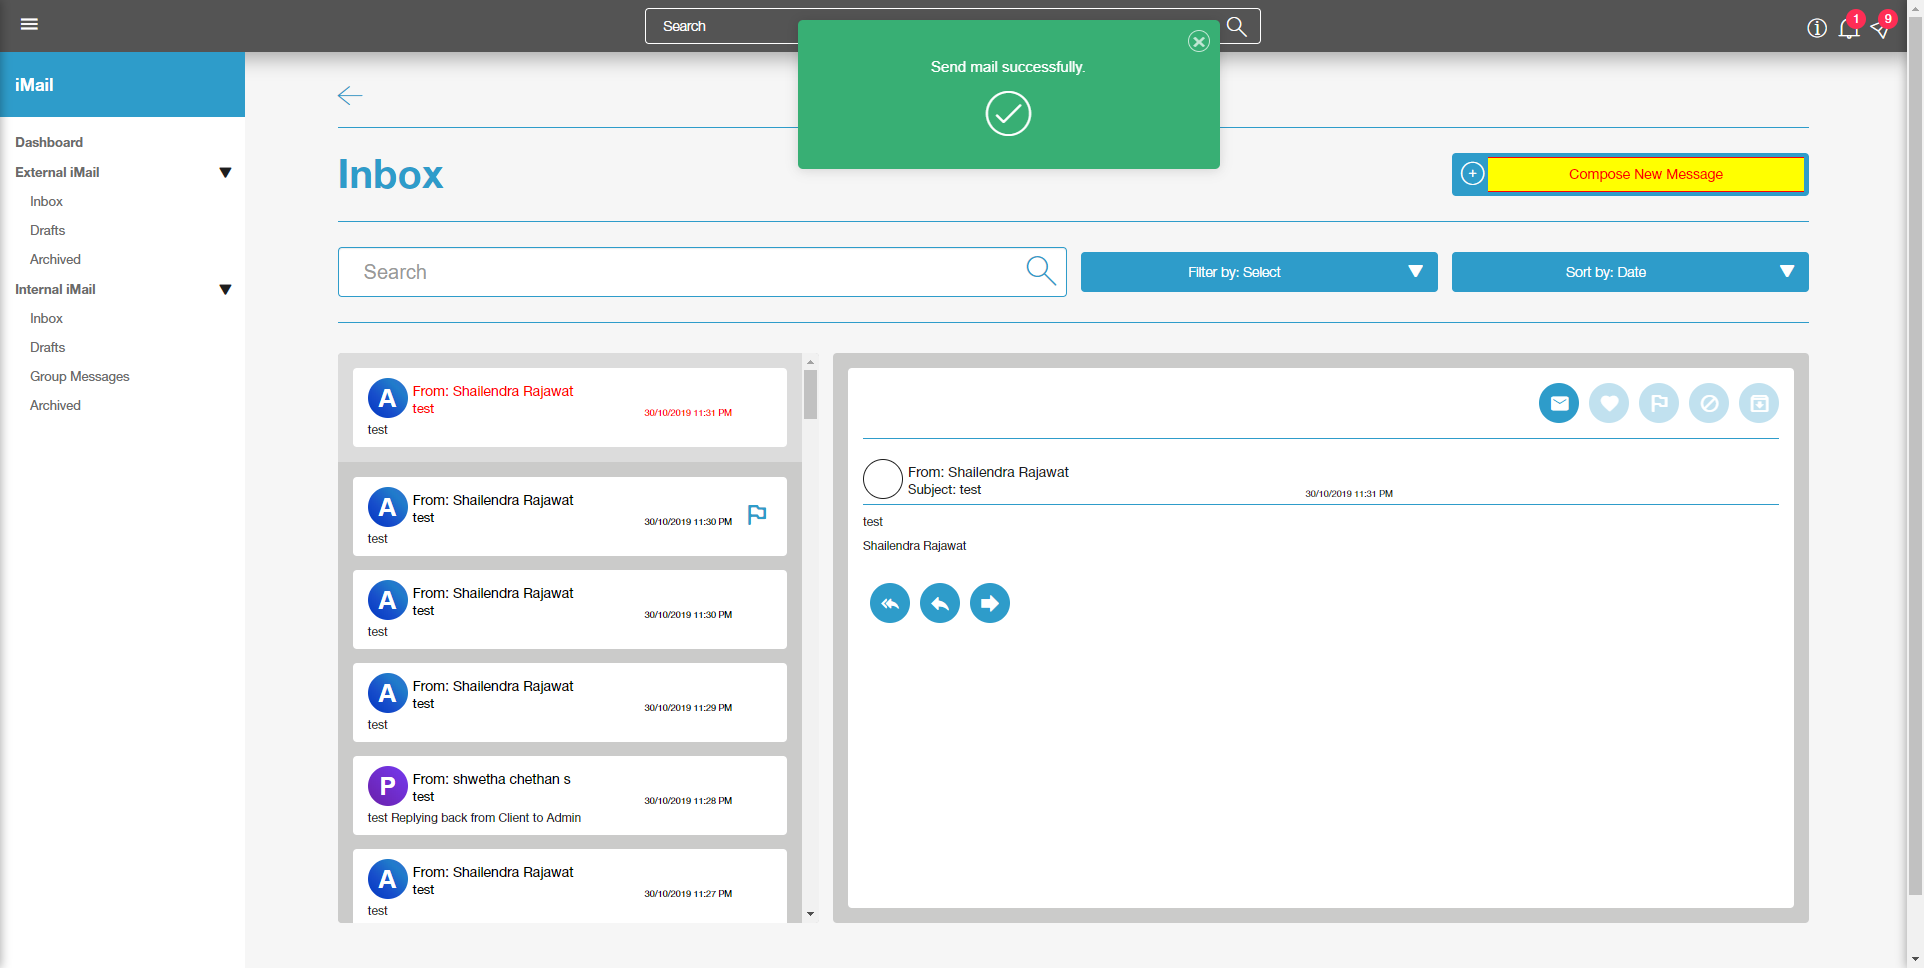 Search
1
9
Send mail successfully.
iMail
Dashboard
External iMail
Inbox
Drafts
Archived
Internal iMail
Inbox
Drafts
Group Messages
Archived
Inbox
Compose New Message
Search
Filter by: Select
Sort by: Date
A
From: Shailendra Rajawat
test
30/10/2019 11:31 PM
test
A
From: Shailendra Rajawat
test
30/10/2019 11:30 PM
test
A
From: Shailendra Rajawat
test
30/10/2019 11:30 PM
test
A
From: Shailendra Rajawat
test
30/10/2019 11:29 PM
test
P
From: shwetha chethan s
test
30/10/2019 11:28 PM
test Replying back from Client to Admin
A
From: Shailendra Rajawat
test
30/10/2019 11:27 PM
test
From: Shailendra Rajawat
Subject: test
30/10/2019 11:31 PM
test
Shailendra Rajawat